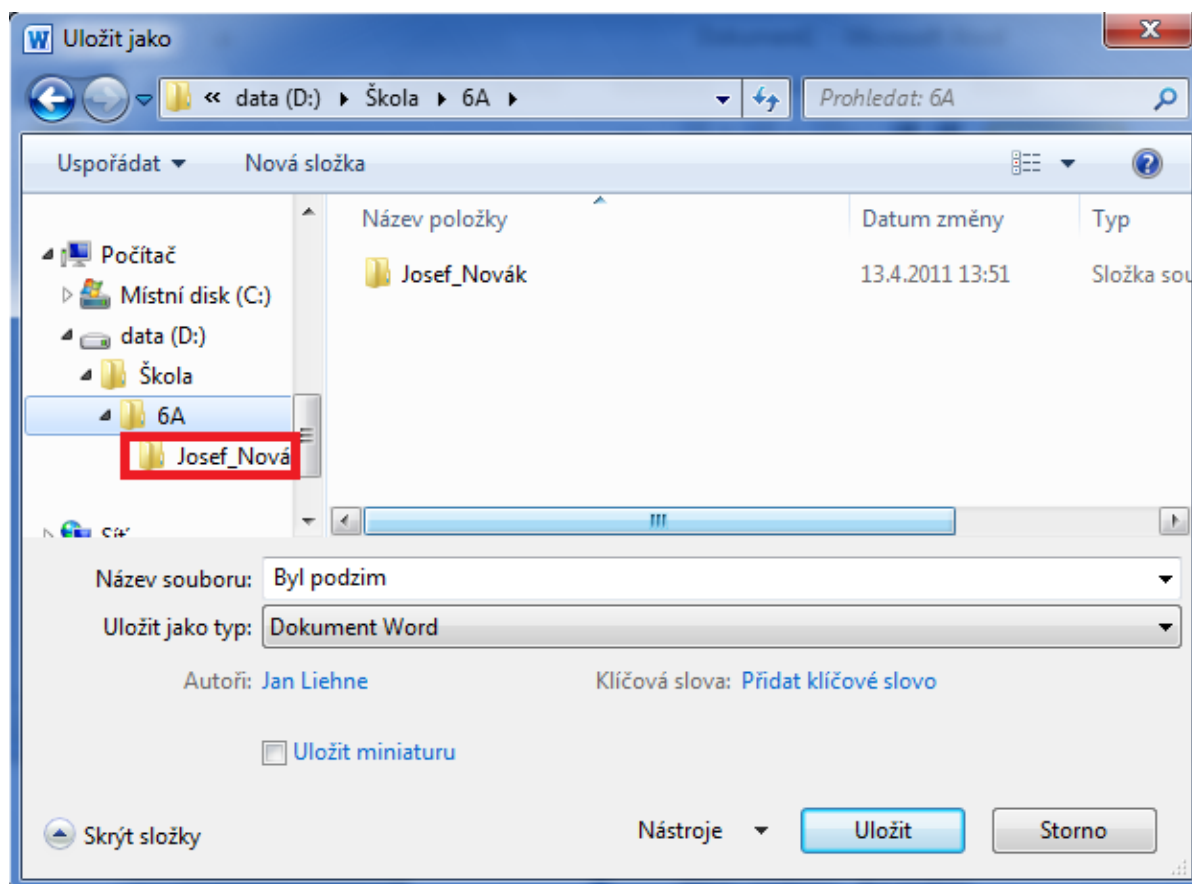 Uložit jako
« data (D:) ▸ Škola ▸ 6A ▸
Prohledat: 6A
Uspořádat
Nová složka
Název položky
Datum změny
Typ
Počítač
Místní disk (C:)
data (D:)
Škola
6A
Josef_Nová
Síť
Josef_Novák
13.4.2011 13:51
Složka sou
Název souboru: Byl podzim
Uložit jako typ: Dokument Word
Autoři: Jan Liehne
Klíčová slova: Přidat klíčové slovo
Uložit miniaturu
Skrýt složky
Nástroje
Uložit
Storno